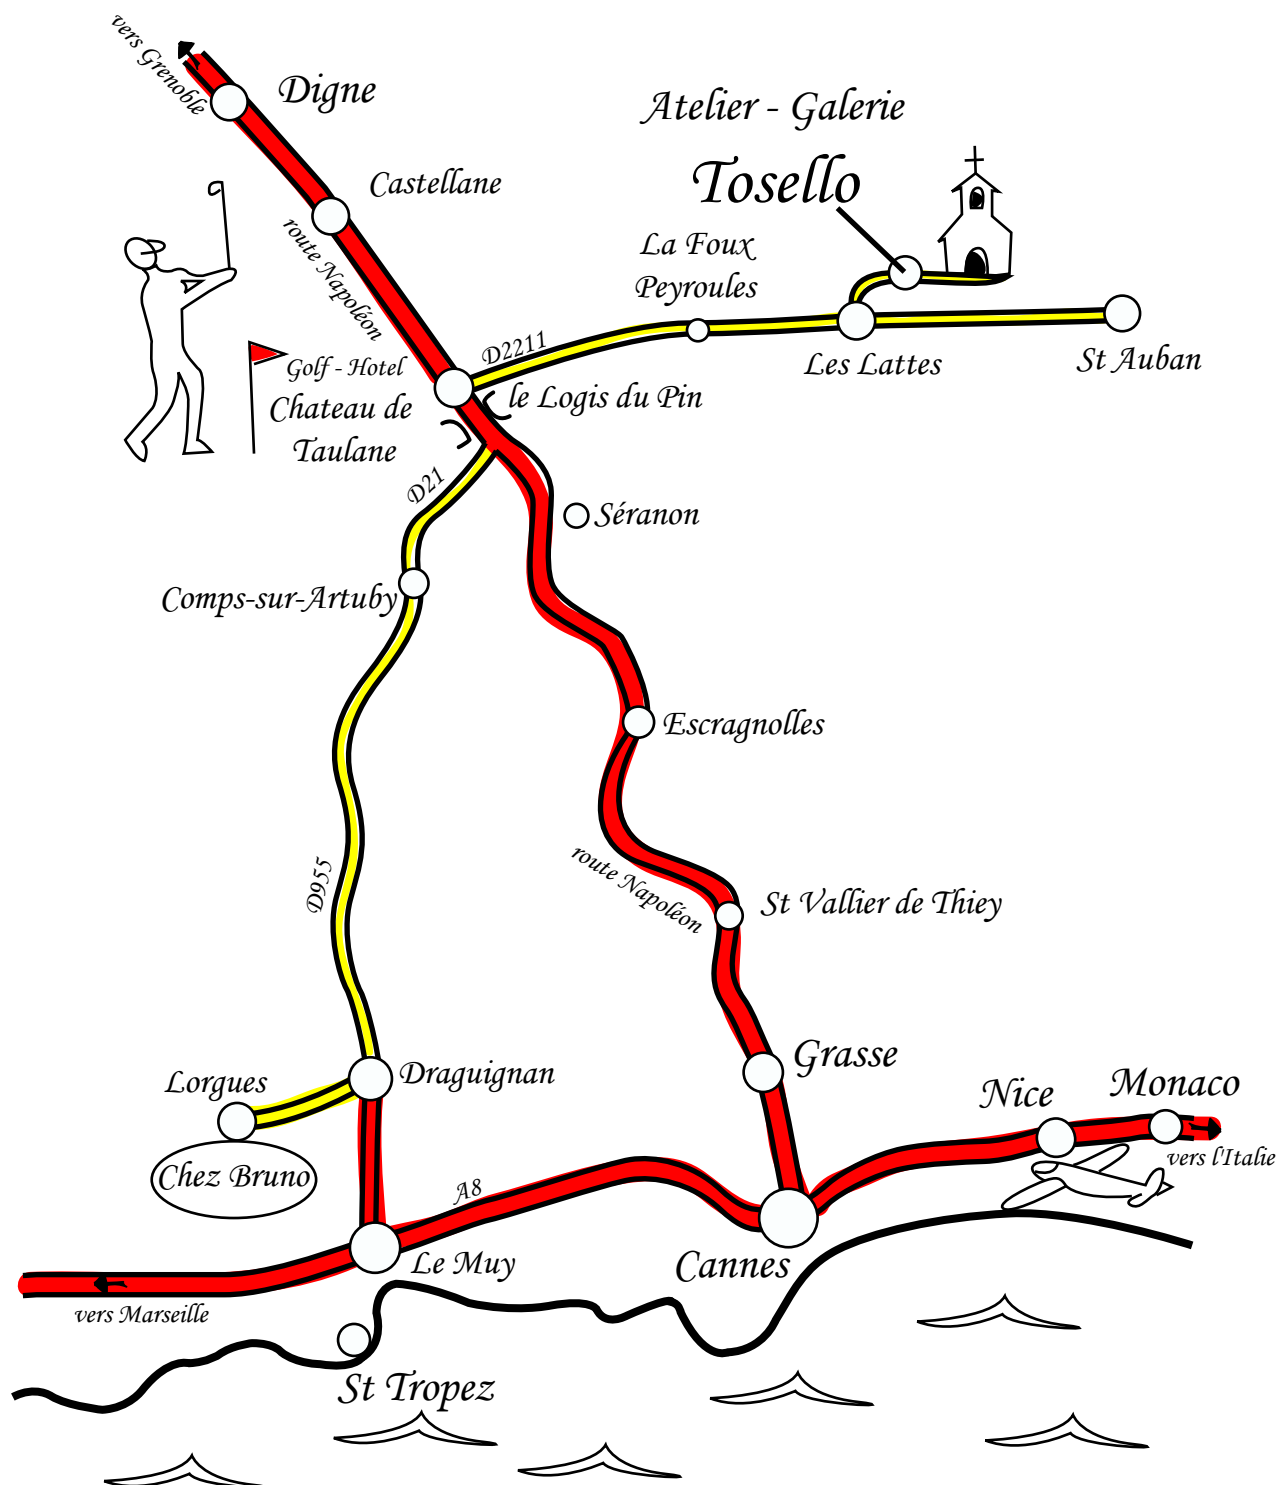 vers Grenoble
Digne
Atelier - Galerie
Tosello
Castellane
route Napoléon
La Foux
Peyroules
D2211
Les Lattes
St Auban
Golf - Hotel
Chateau de
Taulane
le Logis du Pin
D21
Séranon
Comps-sur-Artuby
Escragnolles
route Napoléon
D955
St Vallier de Thiey
Grasse
Draguignan
Lorgues
Chez Bruno
Nice
Monaco
vers l'Italie
A8
Le Muy
Cannes
vers Marseille
St Tropez